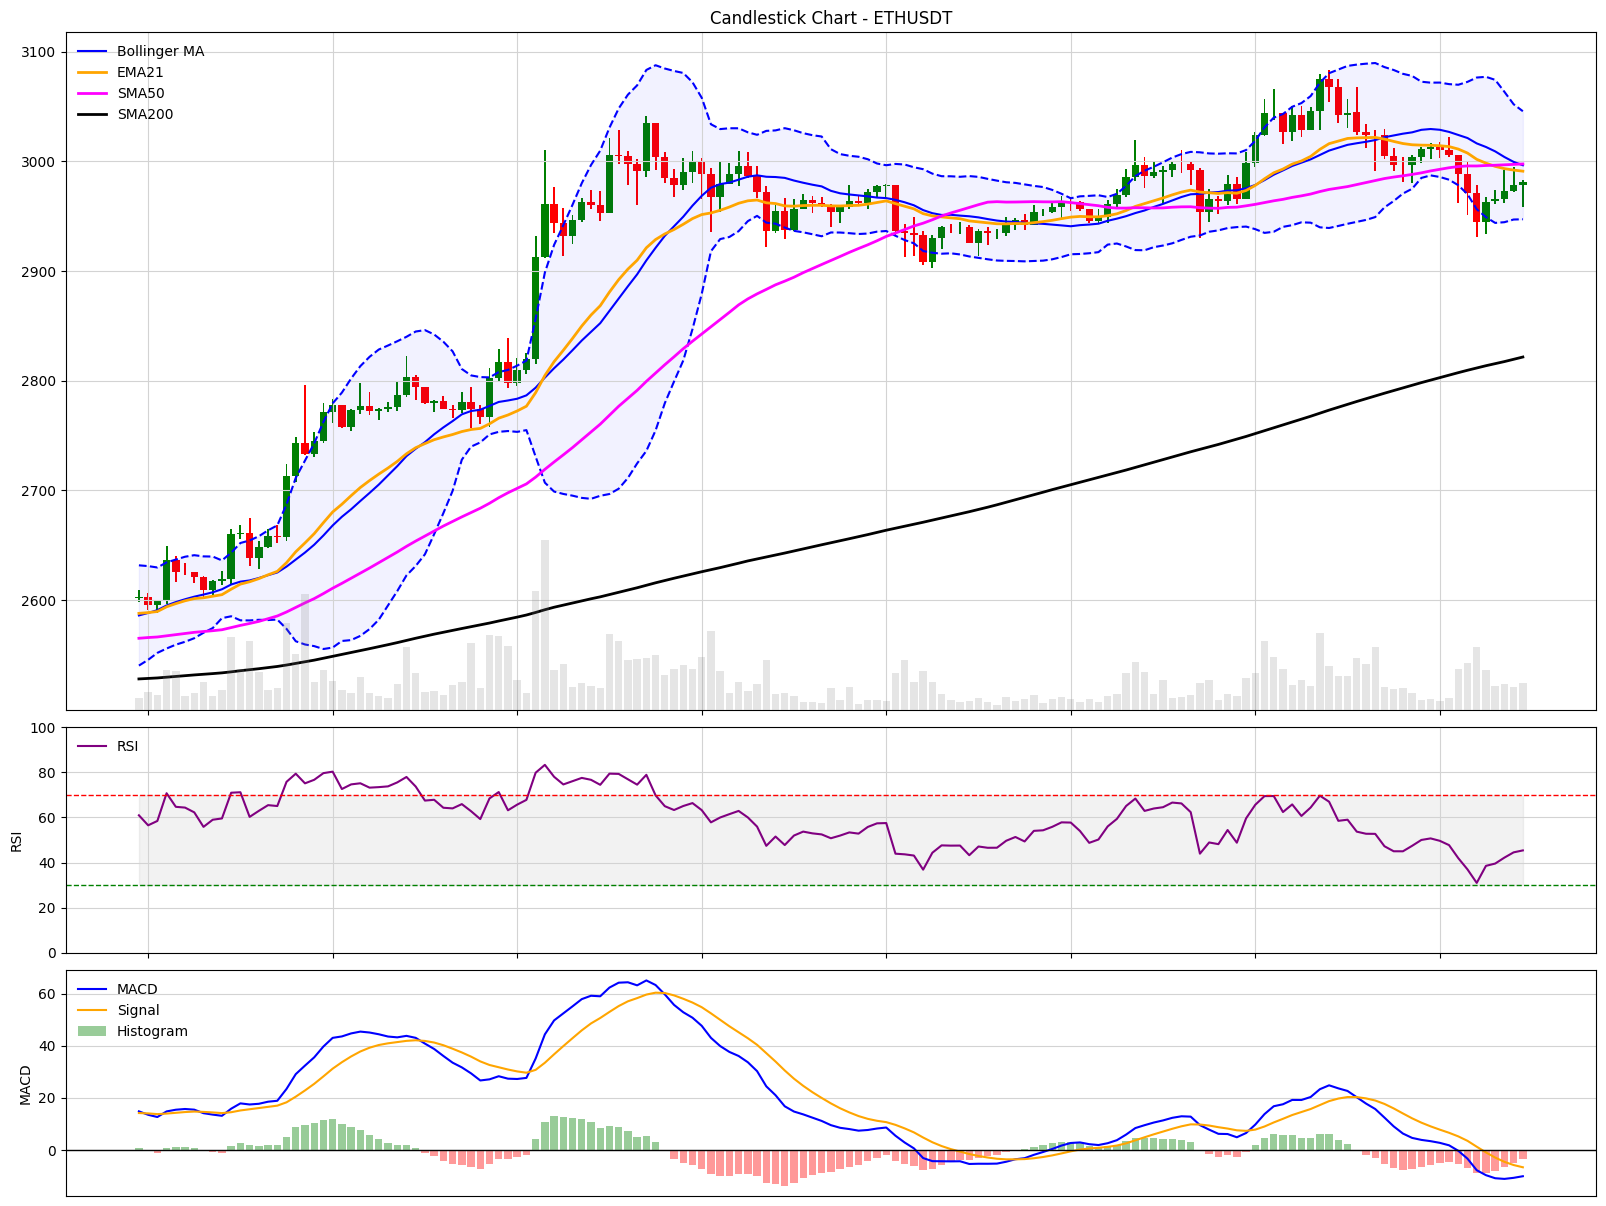 Candlestick Chart - ETHUSDT
3100
3000
2900
2800
2700
2600
Bollinger MA
EMA21
SMA50
SMA200
100
80
60
40
20
0
RSI
RSI
60
40
20
0
MACD
MACD
Signal
Histogram